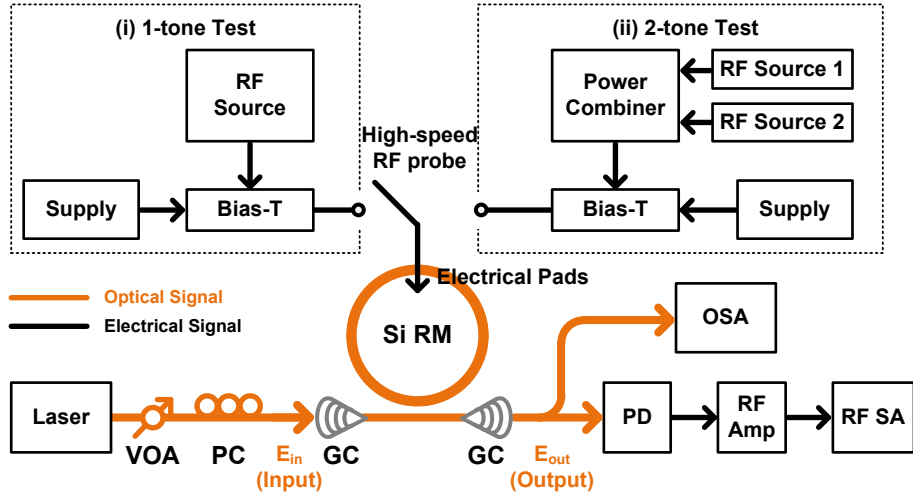 (i) 1-tone Test
RF
Source
Supply
Bias-T
High-speed
RF probe
(ii) 2-tone Test
Power
Combiner
RF Source 1
RF Source 2
Bias-T
Supply
Electrical Pads
Optical Signal
Electrical Signal
Si RM
OSA
Laser
VOA
PC
E_in
(Input)
GC
GC
E_out
(Output)
PD
RF
Amp
RF SA